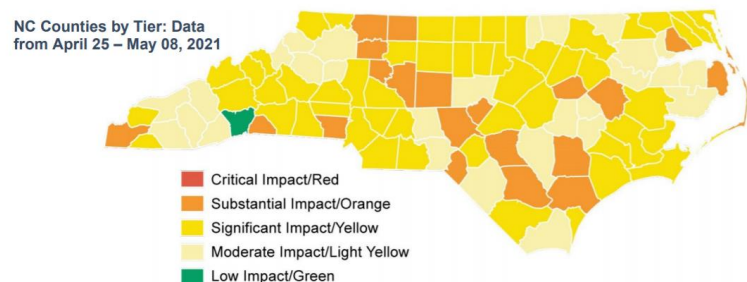 NC Counties by Tier: Data
from April 25 – May 08, 2021
Critical Impact/Red
Substantial Impact/Orange
Significant Impact/Yellow
Moderate Impact/Light Yellow
Low Impact/Green